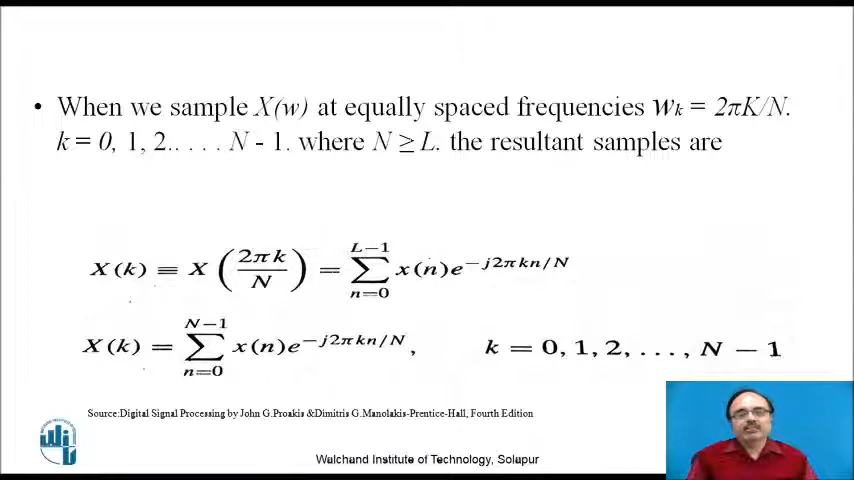 • When we sample X(w) at equally spaced frequencies wk = 2πK/N.
k = 0, 1, 2.. . . . N - 1. where N ≥ L. the resultant samples are
X(k) ≡ X(2πk/N) = ∑_{n=0}^{L−1} x(n)e^{−j2πkn/N}
X(k) = ∑_{n=0}^{N−1} x(n)e^{−j2πkn/N}, k = 0, 1, 2, ..., N − 1
Source:Digital Signal Processing by John G.Proakis &Dimitris G.Manolakis-Prentice-Hall, Fourth Edition
Walchand Institute of Technology, Solapur